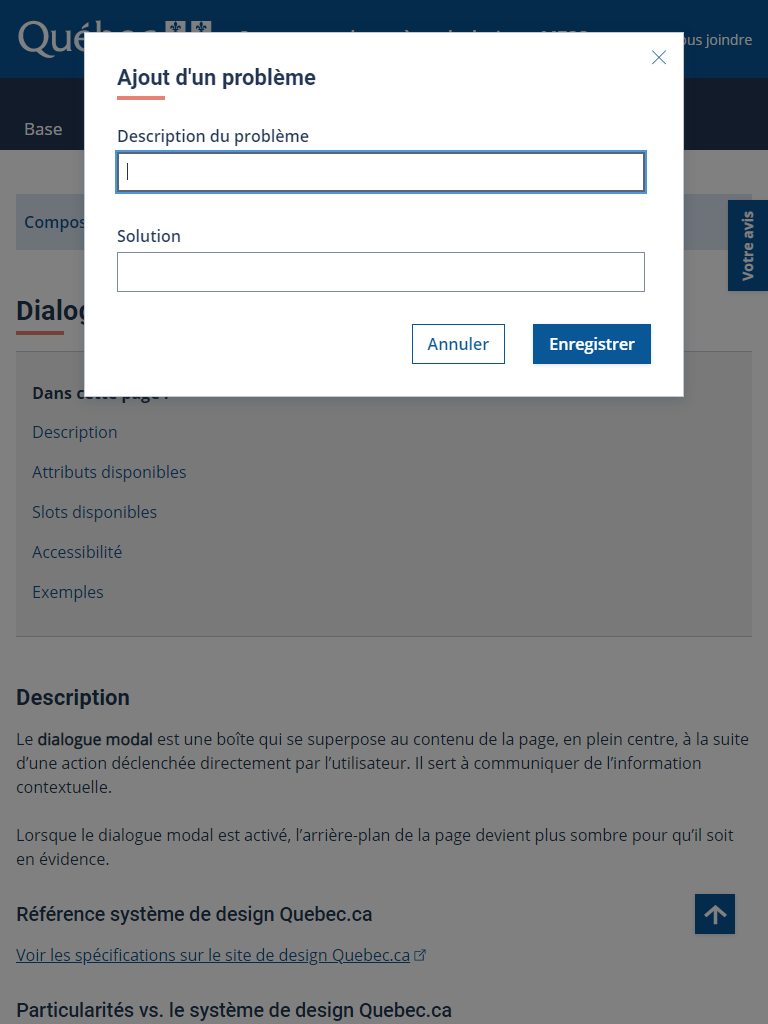 ous joindre
Ajout d'un problème
Description du problème
Base
Compos
Solution
Votre avis
Annuler
Enregistrer
Dialog
Description
Attributs disponibles
Slots disponibles
Accessibilité
Exemples
Description
Le dialogue modal est une boîte qui se superpose au contenu de la page, en plein centre, à la suite
d’une action déclenchée directement par l’utilisateur. Il sert à communiquer de l’information
contextuelle.
Lorsque le dialogue modal est activé, l’arrière-plan de la page devient plus sombre pour qu’il soit
en évidence.
Référence système de design Quebec.ca
Voir les spécifications sur le site de design Quebec.ca
Particularités vs. le système de design Quebec.ca